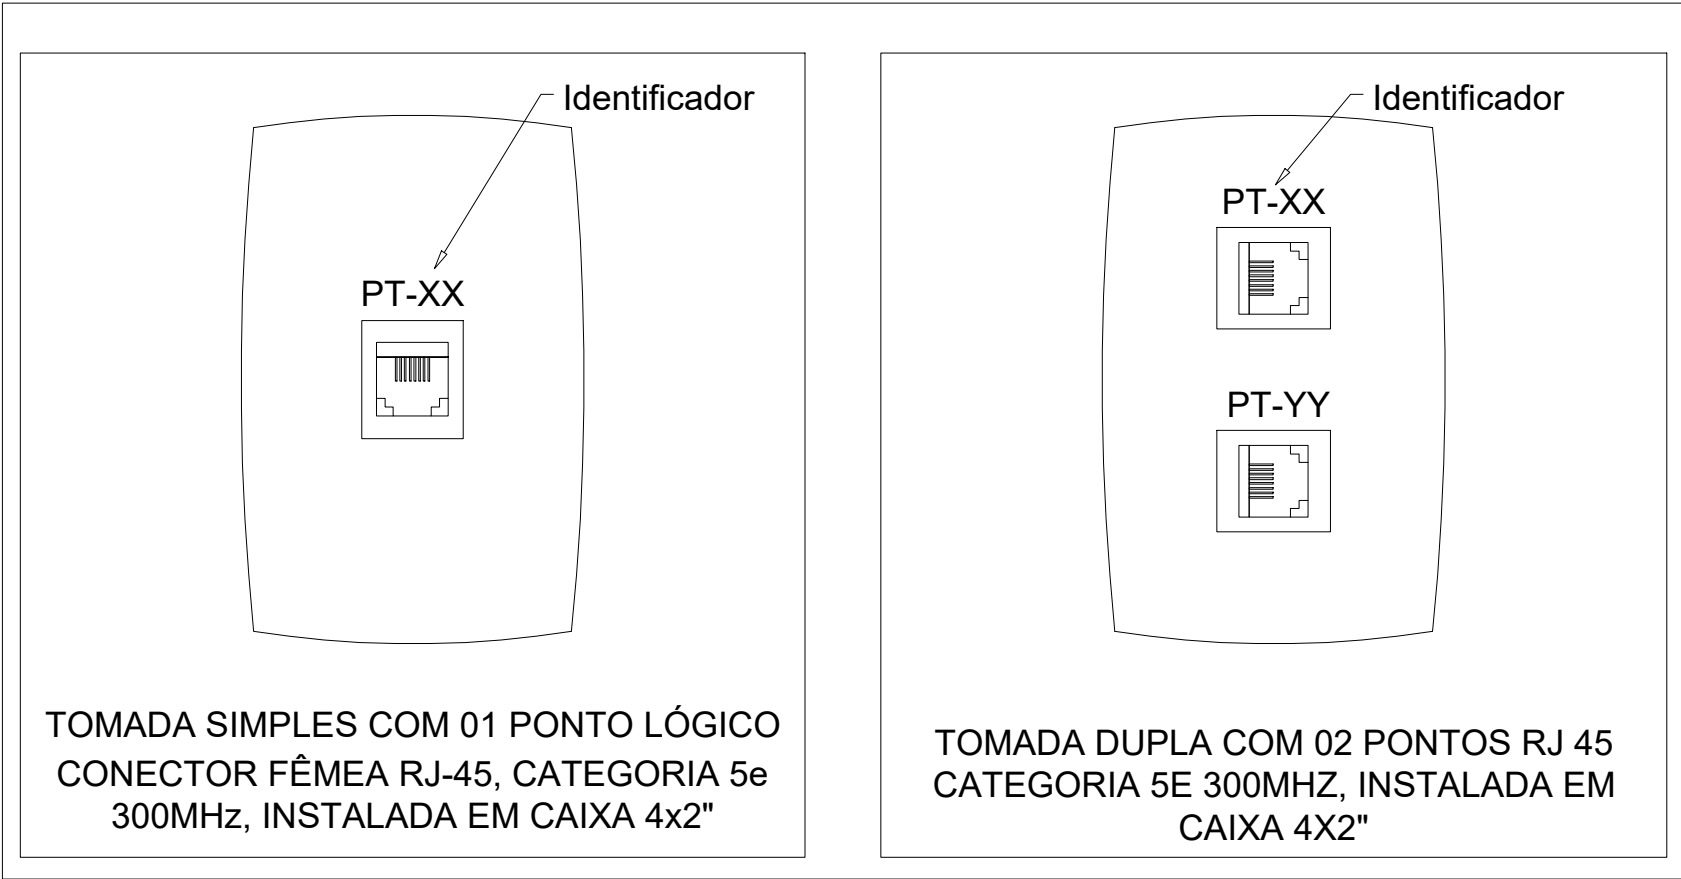 Identificador
PT-XX
TOMADA SIMPLES COM 01 PONTO LÓGICO
CONECTOR FÊMEA RJ-45, CATEGORIA 5e
300MHz, INSTALADA EM CAIXA 4x2"
Identificador
PT-XX
PT-YY
TOMADA DUPLA COM 02 PONTOS RJ 45
CATEGORIA 5E 300MHZ, INSTALADA EM
CAIXA 4X2"